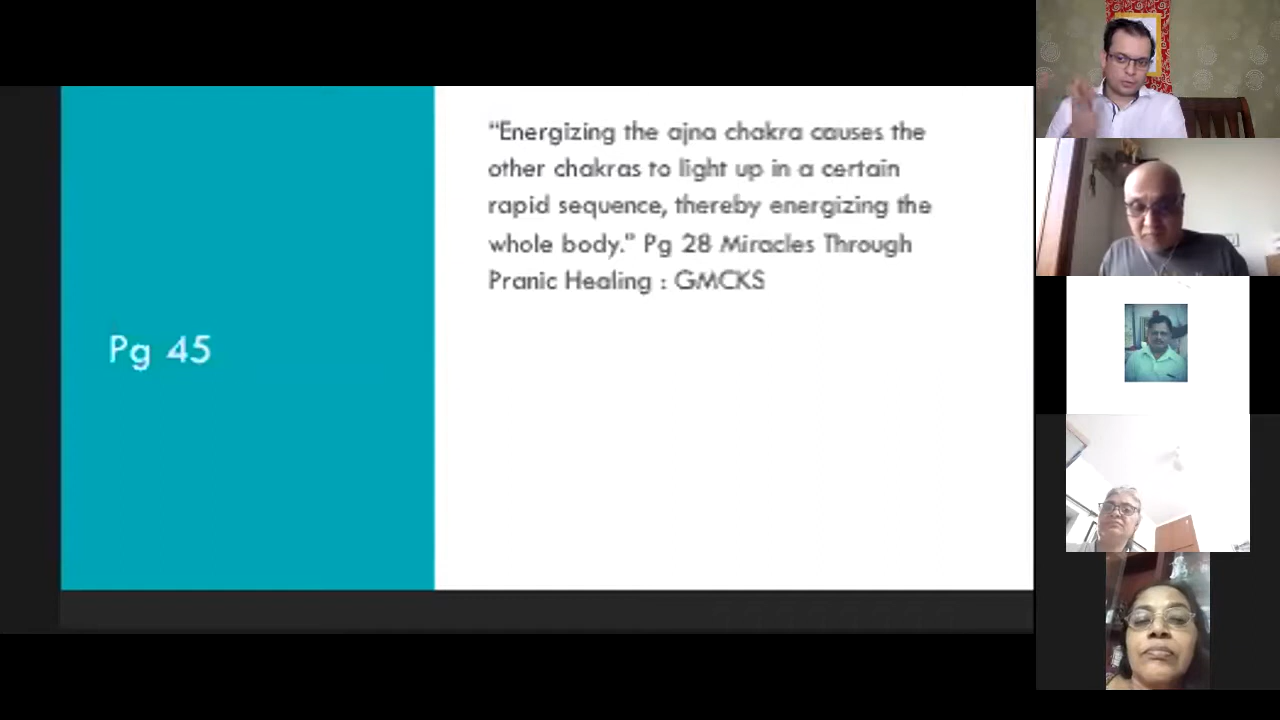 Pg 45
“Energizing the ajna chakra causes the
other chakras to light up in a certain
rapid sequence, thereby energizing the
whole body.” Pg 28 Miracles Through
Pranic Healing : GMCKS